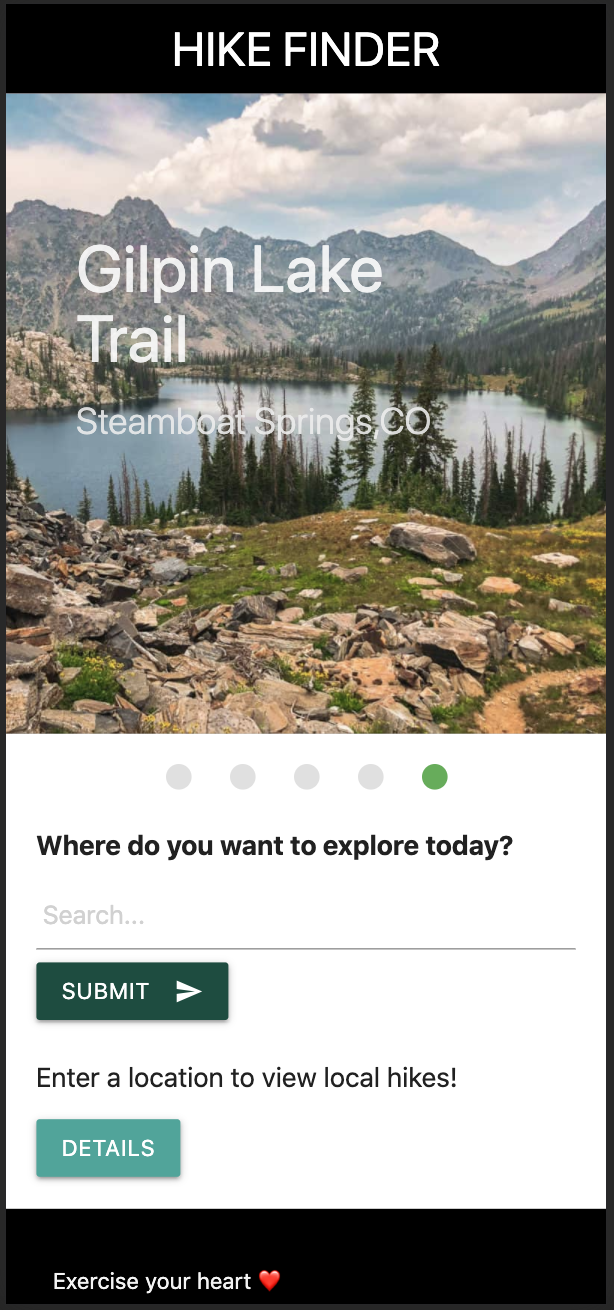 HIKE FINDER
Gilpin Lake
Trail
Steamboat Springs,CO
Where do you want to explore today?
Search...
SUBMIT
Enter a location to view local hikes!
DETAILS
Exercise your heart ❤️